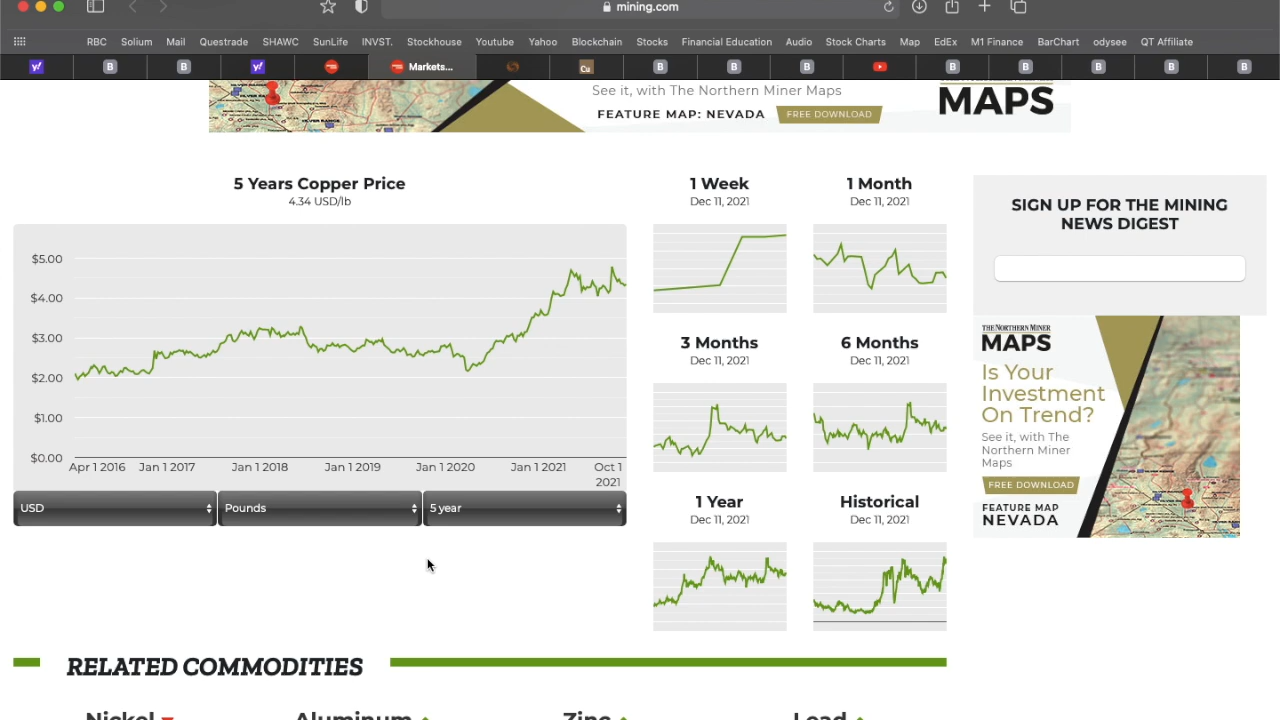 mining.com
RBC Solium Mail Questrade SHAWC SunLife INVST. Stockhouse Youtube Yahoo Blockchain Stocks Financial Education Audio Stock Charts Map EdEx M1 Finance BarChart odysee QT Affiliate
y! B B y! Markets... Cu B B B B B B B B
See it, with The Northern Miner Maps
FEATURE MAP: NEVADA FREE DOWNLOAD
MAPS
5 Years Copper Price
4.34 USD/lb
$5.00
$4.00
$3.00
$2.00
$1.00
$0.00
Apr 1 2016 Jan 1 2017 Jan 1 2018 Jan 1 2019 Jan 1 2020 Jan 1 2021 Oct 1
2021
USD Pounds 5 year
1 Week
Dec 11, 2021
1 Month
Dec 11, 2021
3 Months
Dec 11, 2021
6 Months
Dec 11, 2021
1 Year
Dec 11, 2021
Historical
Dec 11, 2021
SIGN UP FOR THE MINING
NEWS DIGEST
THE NORTHERN MINER
MAPS
Is Your
Investment
On Trend?
See it, with The
Northern Miner
Maps
FREE DOWNLOAD
FEATURE MAP
NEVADA
RELATED COMMODITIES
Nickel Aluminum Zinc Lead